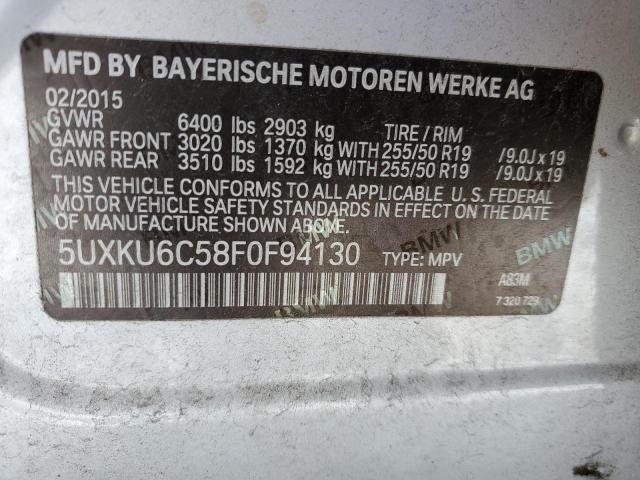 MFD BY BAYERISCHE MOTOREN WERKE AG
02/2015
GVWR 6400 lbs 2903 kg TIRE / RIM
GAWR FRONT 3020 lbs 1370 kg WITH 255/50 R19 /9.0J x 19
GAWR REAR 3510 lbs 1592 kg WITH 255/50 R19 /9.0J x 19
THIS VEHICLE CONFORMS TO ALL APPLICABLE U.S. FEDERAL
MOTOR VEHICLE SAFETY STANDARDS IN EFFECT ON THE DATE
OF MANUFACTURE SHOWN ABOVE.
5UXKU6C58F0F94130 TYPE: MPV
A83M
7 320 729
BMW
BMW
BMW
BMW